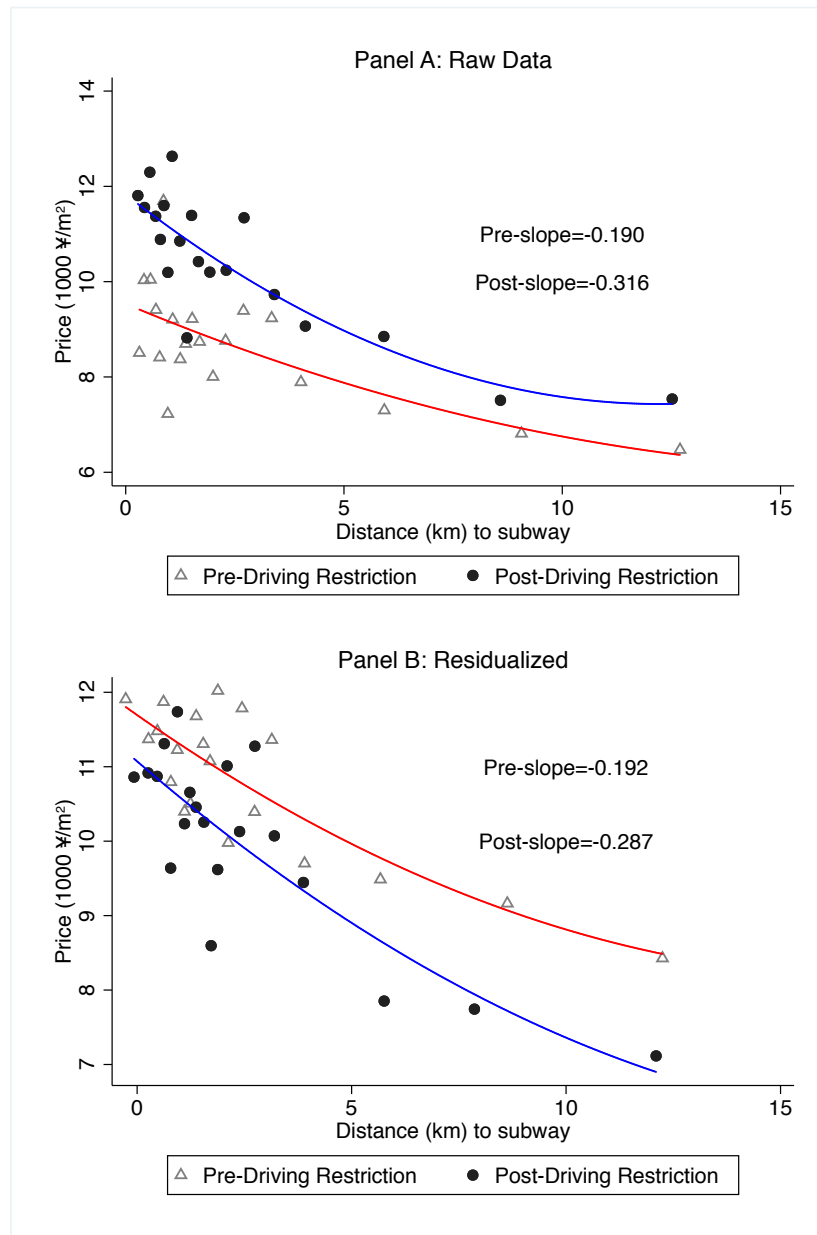 Panel A: Raw Data
Price (1000 ¥/m²)
14
12
10
8
6
Pre-slope=-0.190
Post-slope=-0.316
0 5 10 15
Distance (km) to subway
Pre-Driving Restriction Post-Driving Restriction
Panel B: Residualized
Price (1000 ¥/m²)
12
11
10
9
8
7
Pre-slope=-0.192
Post-slope=-0.287
0 5 10 15
Distance (km) to subway
Pre-Driving Restriction Post-Driving Restriction